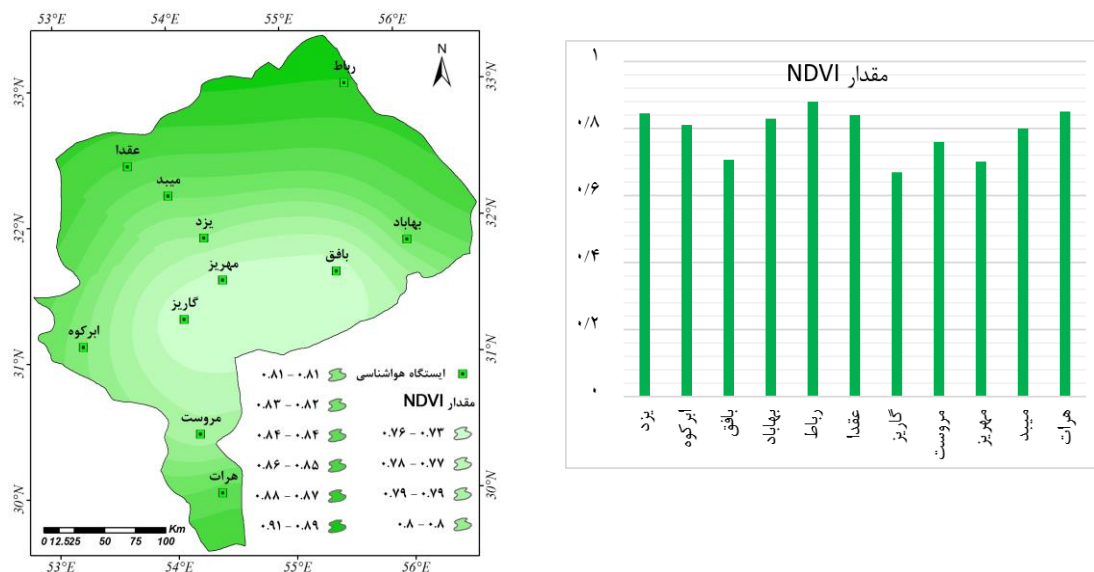 53°E 54°E 55°E 56°E
N
33°N
32°N
31°N
30°N
33°N
32°N
31°N
30°N
رباط
عقدا
میبد
یزد
بهاباد
بافق
مهریز
گاریز
ابرکوه
مروست
هرات
ایستگاه هواشناسی
مقدار NDVI
۰.۷۶ – ۰.۷۳
۰.۷۸ – ۰.۷۷
۰.۷۹ – ۰.۷۹
۰.۸ – ۰.۸
۰.۸۱ – ۰.۸۱
۰.۸۳ – ۰.۸۲
۰.۸۴ – ۰.۸۴
۰.۸۶ – ۰.۸۵
۰.۸۸ – ۰.۸۷
۰.۹۱ – ۰.۸۹
Km
0 12.525 50 75 100
53°E 54°E 55°E 56°E
مقدار NDVI
۱
۰/۸
۰/۶
۰/۴
۰/۲
۰
یزد
ابرکوه
بافق
بهاباد
رباط
عقدا
گاریز
مروست
مهریز
میبد
هرات